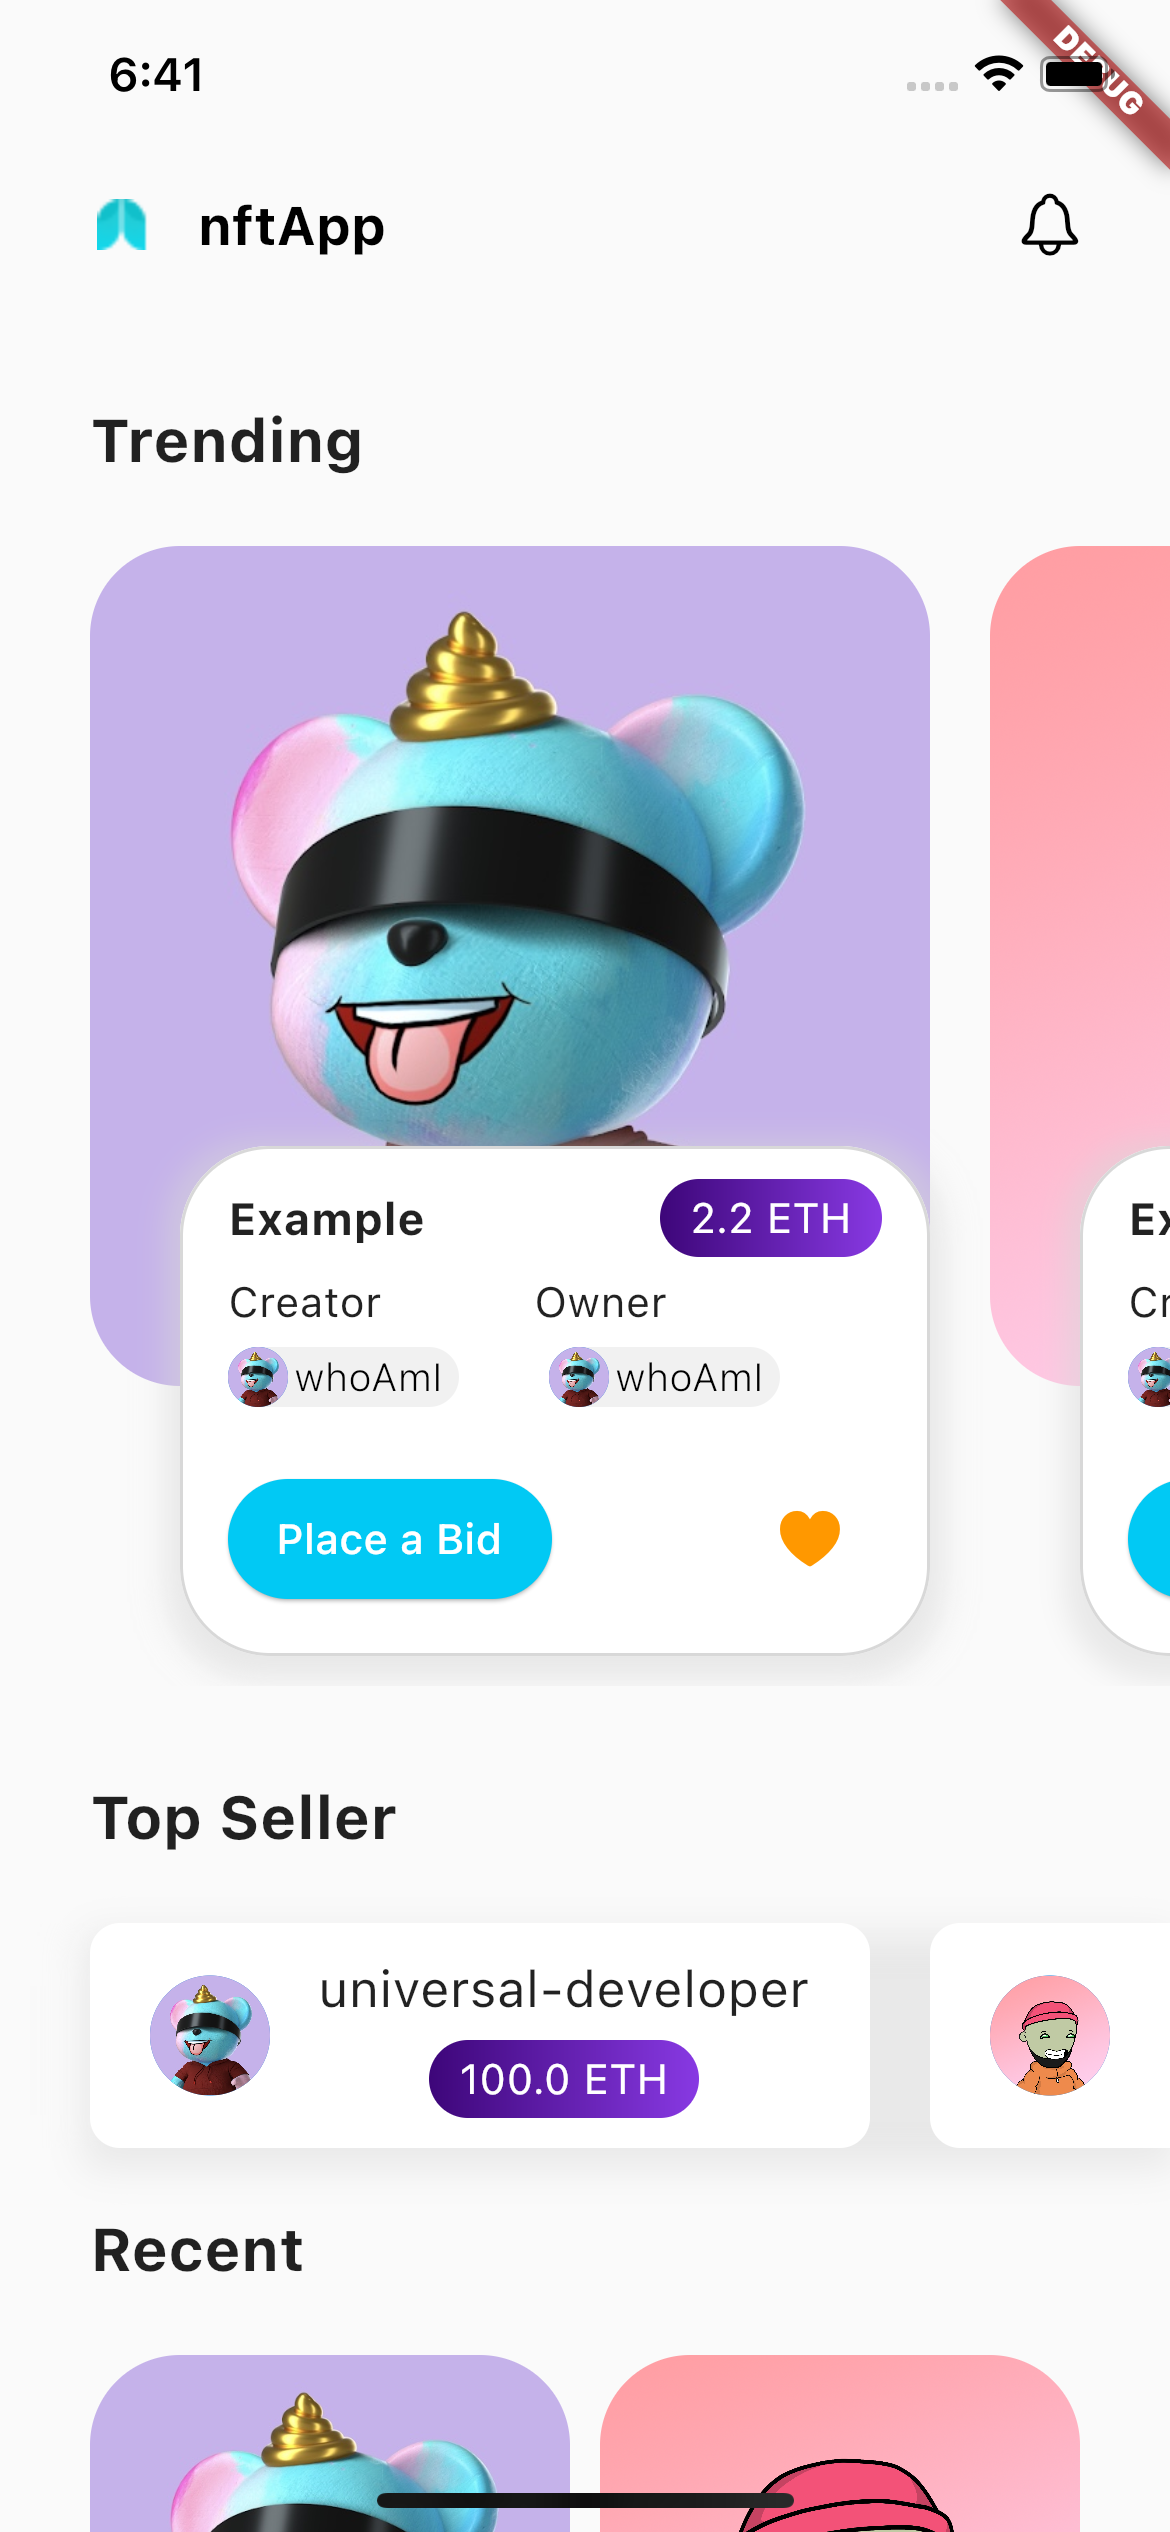 6:41
DEBUG
nftApp
Trending
Example
2.2 ETH
Ex
Creator
Owner
Cr
whoAmI
whoAmI
Place a Bid
Top Seller
universal-developer
100.0 ETH
Recent